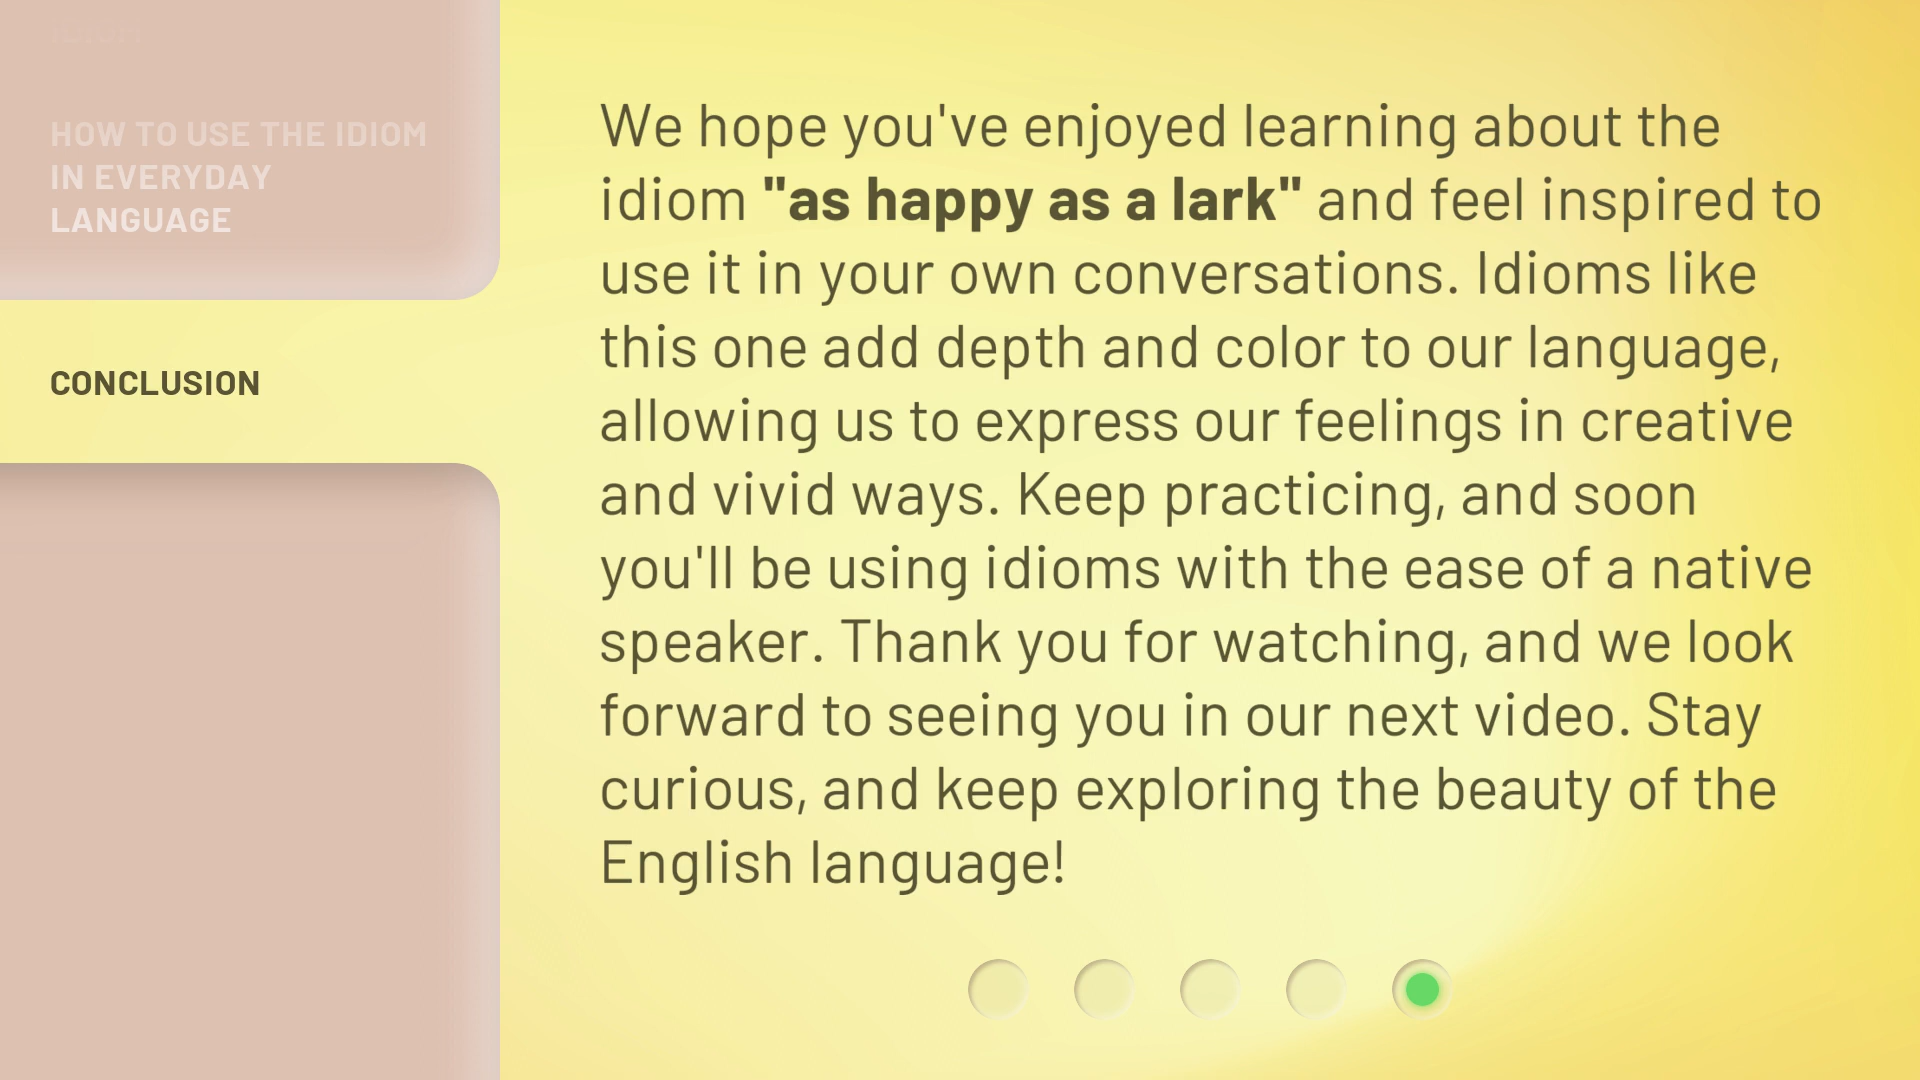 HOW TO USE THE IDIOM
IN EVERYDAY
LANGUAGE
CONCLUSION
We hope you've enjoyed learning about the
idiom "as happy as a lark" and feel inspired to
use it in your own conversations. Idioms like
this one add depth and color to our language,
allowing us to express our feelings in creative
and vivid ways. Keep practicing, and soon
you'll be using idioms with the ease of a native
speaker. Thank you for watching, and we look
forward to seeing you in our next video. Stay
curious, and keep exploring the beauty of the
English language!